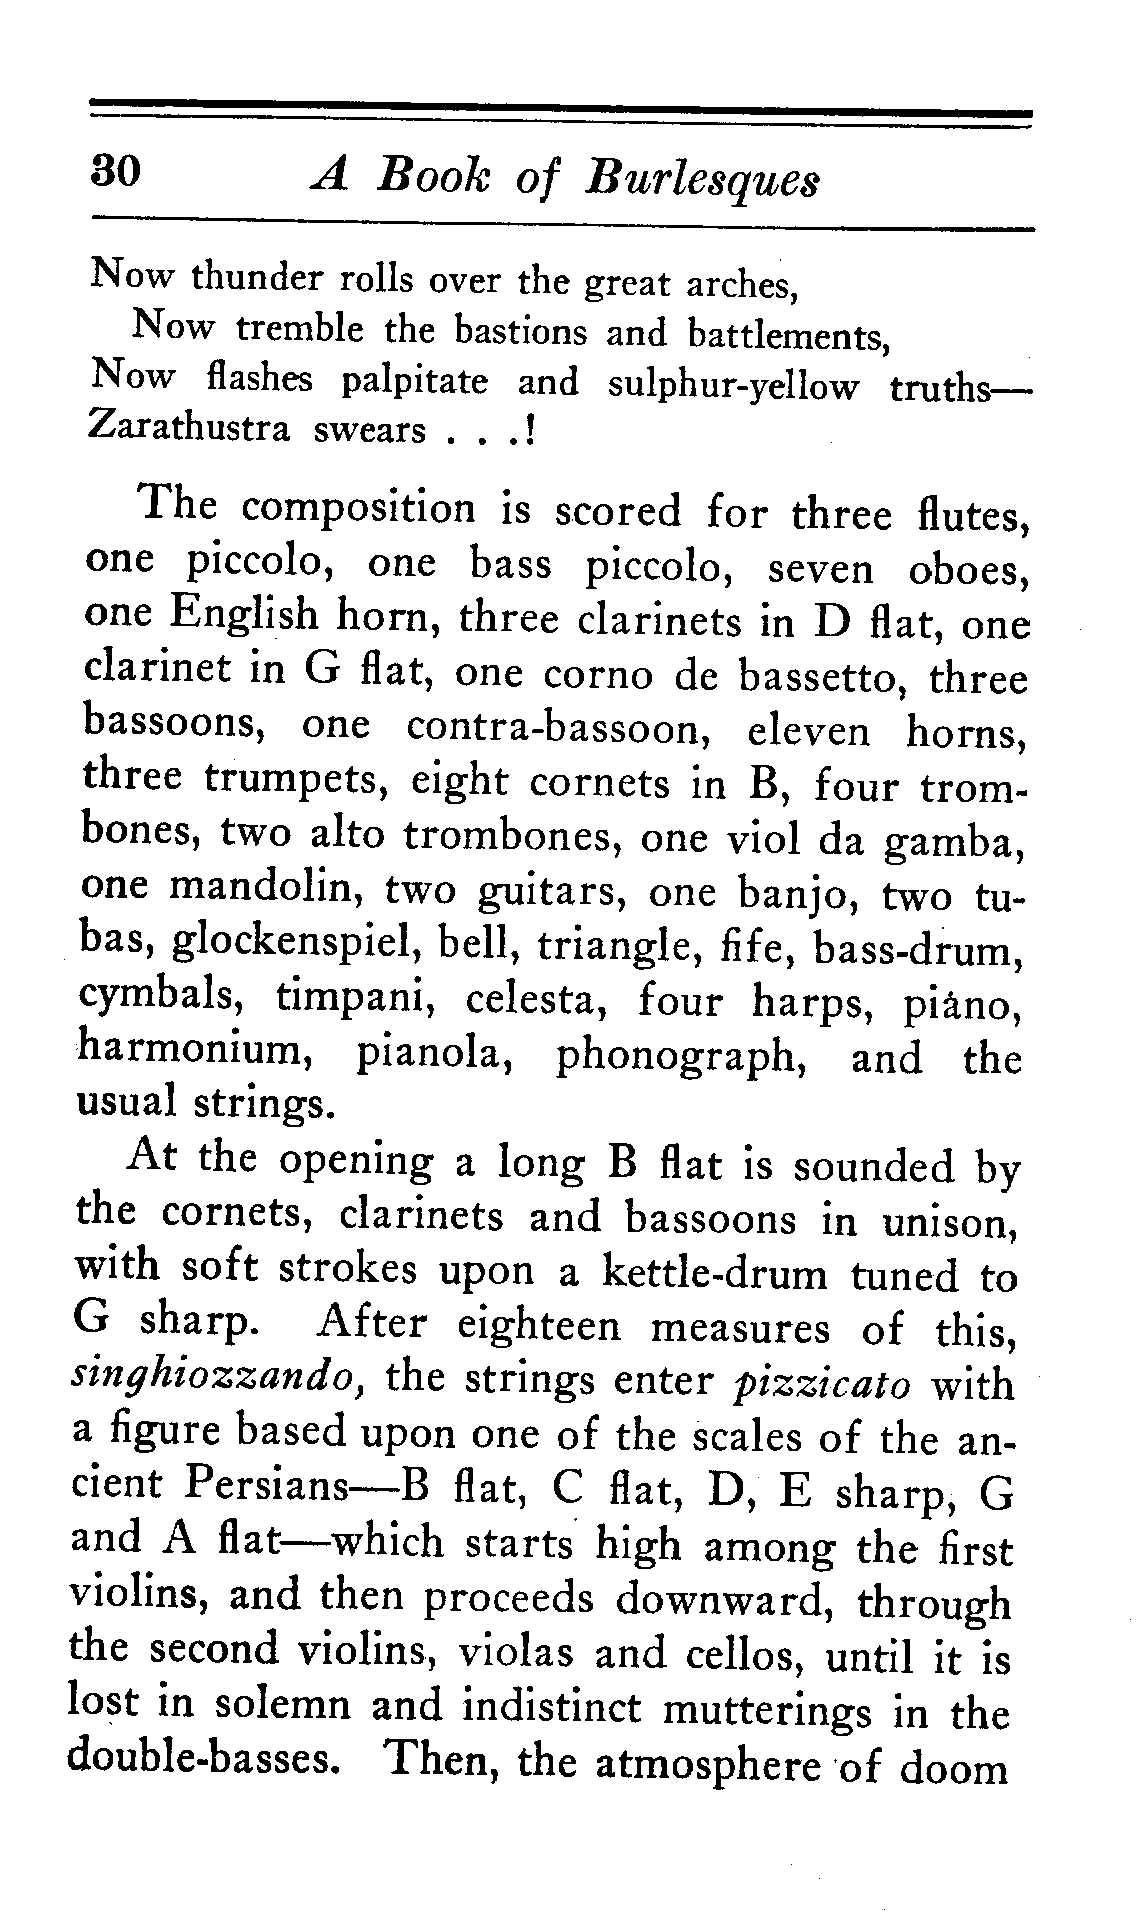 30 A Book of Burlesques
Now thunder rolls over the great arches,
Now tremble the bastions and battlements,
Now flashes palpitate and sulphur-yellow truths—
Zarathustra swears . . .!
The composition is scored for three flutes,
one piccolo, one bass piccolo, seven oboes,
one English horn, three clarinets in D flat, one
clarinet in G flat, one corno de bassetto, three
bassoons, one contra-bassoon, eleven horns,
three trumpets, eight cornets in B, four trom-
bones, two alto trombones, one viol da gamba,
one mandolin, two guitars, one banjo, two tu-
bas, glockenspiel, bell, triangle, fife, bass-drum,
cymbals, timpani, celesta, four harps, piano,
harmonium, pianola, phonograph, and the
usual strings.
At the opening a long B flat is sounded by
the cornets, clarinets and bassoons in unison,
with soft strokes upon a kettle-drum tuned to
G sharp. After eighteen measures of this,
singhiozzando, the strings enter pizzicato with
a figure based upon one of the scales of the an-
cient Persians—B flat, C flat, D, E sharp, G
and A flat—which starts high among the first
violins, and then proceeds downward, through
the second violins, violas and cellos, until it is
lost in solemn and indistinct mutterings in the
double-basses. Then, the atmosphere of doom